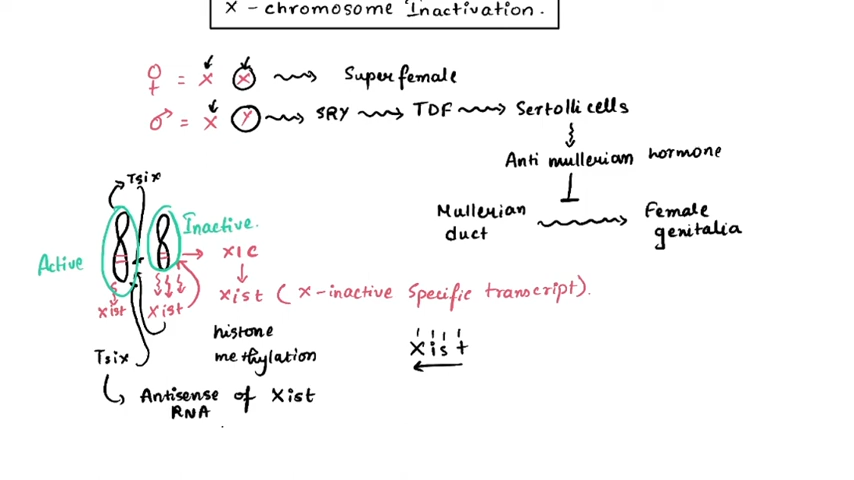 X - chromosome Inactivation.
♀ = X X → Superfemale
♂ = X Y → SRY → TDF → Sertolli cells
Anti mullerian hormone
Mullerian duct → Female genitalia
Tsix
Inactive.
Active
XIC
Xist Xist
Xist ( X-inactive Specific transcript).
histone
methylation
Xist
Tsix
Antisense of Xist
RNA